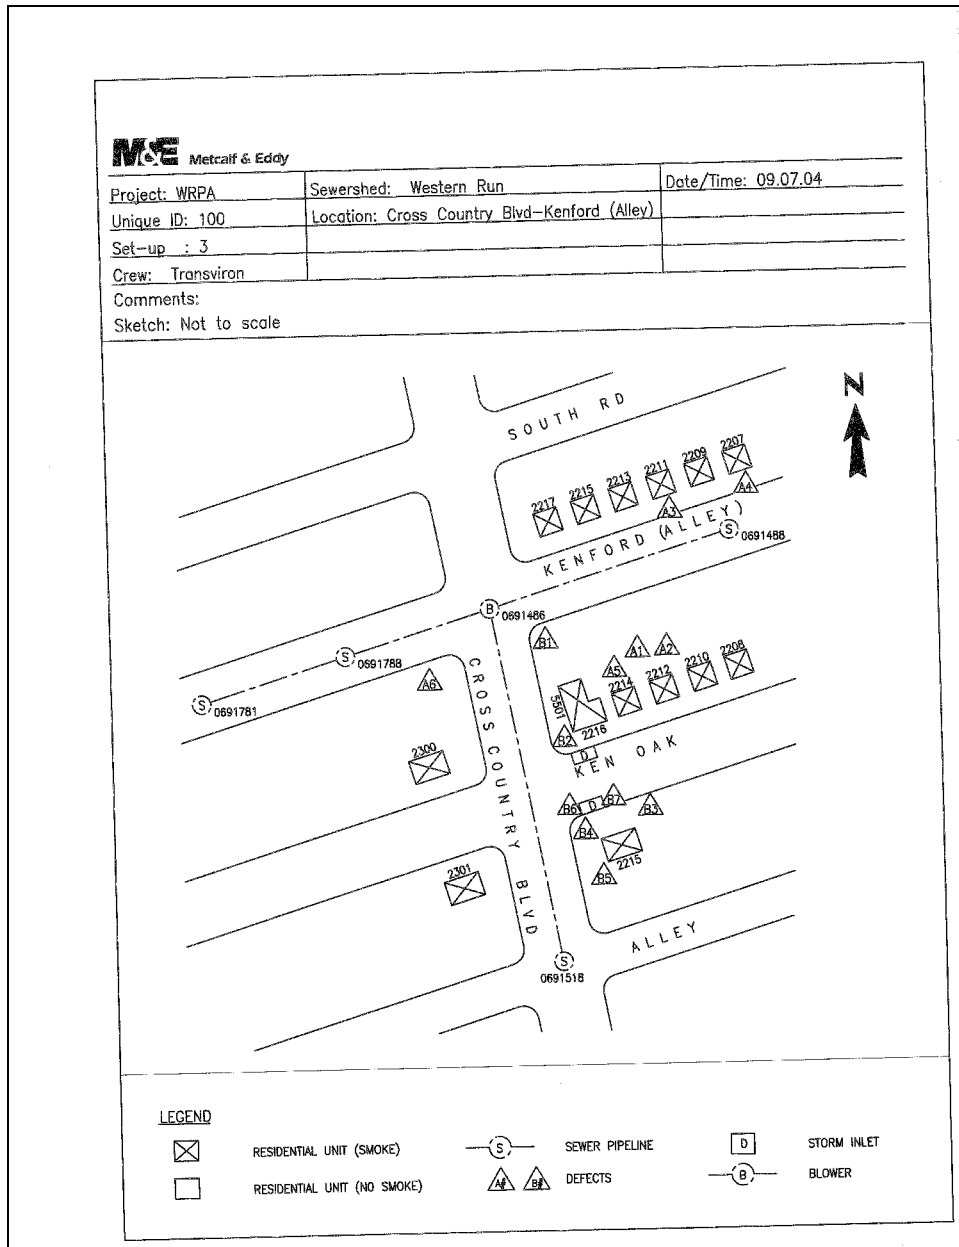 M&E Metcalf & Eddy
Project: WRPA
Sewershed: Western Run
Date/Time: 09.07.04
Unique ID: 100
Location: Cross Country Blvd-Kenford (Alley)
Set-up : 3
Crew: Transviron
Comments:
Sketch: Not to scale
N
SOUTH RD
2217
2215
2213
2211
2209
2207
A3
A4
KENFORD (ALLEY)
S 0691488
B 0691486
S 0691788
S 0691781
A6
B1
A1
A2
A5
5501
2216
2214
2212
2210
2208
B2
D
KEN OAK
2300
CROSS COUNTRY BLVD
B6
D
B7
B3
B4
2215
B5
2301
ALLEY
S
0691518
LEGEND
RESIDENTIAL UNIT (SMOKE)
S SEWER PIPELINE
D STORM INLET
RESIDENTIAL UNIT (NO SMOKE)
A# B# DEFECTS
B BLOWER